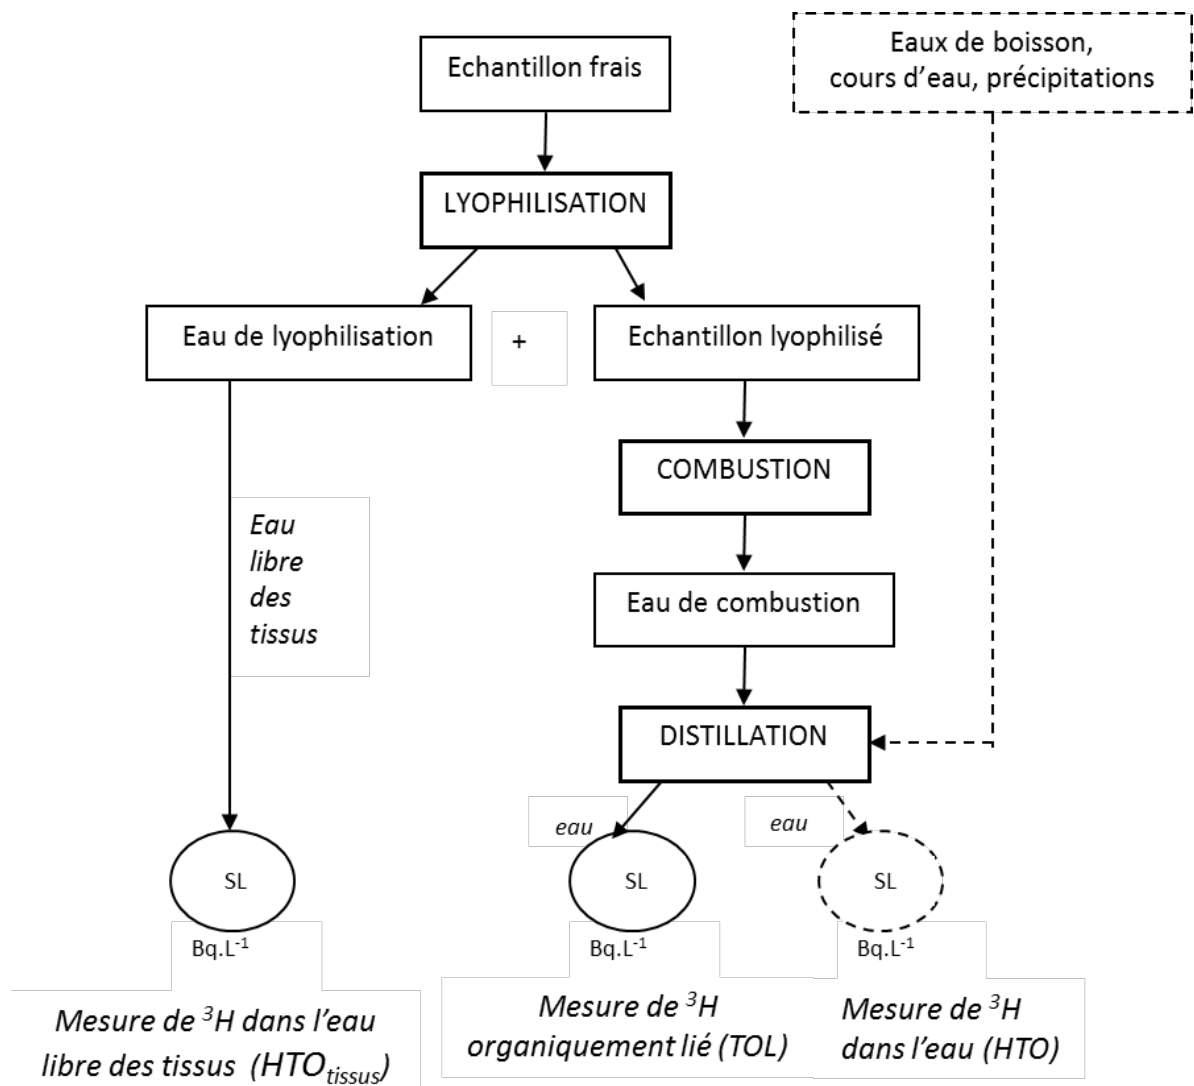 Echantillon frais
Eaux de boisson,
cours d'eau, précipitations
LYOPHILISATION
Eau de lyophilisation
+
Echantillon lyophilisé
COMBUSTION
Eau
libre
des
tissus
Eau de combustion
DISTILLATION
eau
eau
SL
SL
SL
Bq.L⁻¹
Bq.L⁻¹
Bq.L⁻¹
Mesure de ³H dans l'eau
libre des tissus (HTO_tissus)
Mesure de ³H
organiquement lié (TOL)
Mesure de ³H
dans l'eau (HTO)